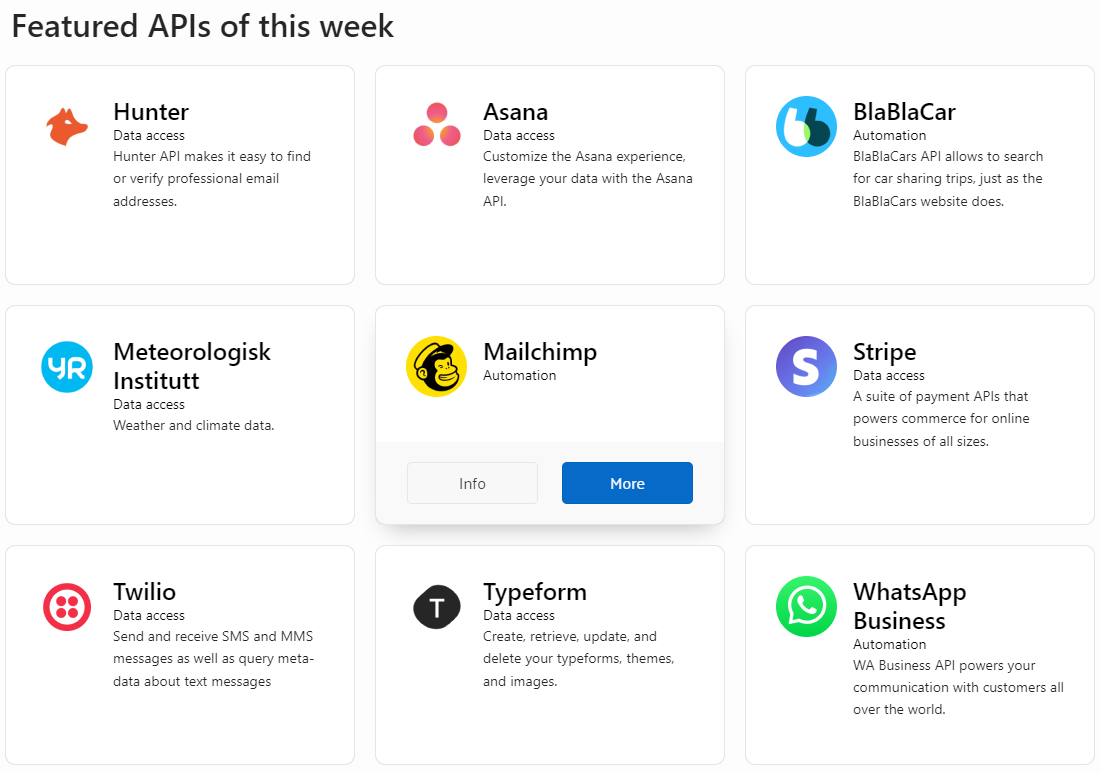 Featured APIs of this week
Hunter
Data access
Hunter API makes it easy to find
or verify professional email
addresses.
Asana
Data access
Customize the Asana experience,
leverage your data with the Asana
API.
BlaBlaCar
Automation
BlaBlaCars API allows to search
for car sharing trips, just as the
BlaBlaCars website does.
YR
Meteorologisk
Institutt
Data access
Weather and climate data.
Mailchimp
Automation
Info
More
S
Stripe
Data access
A suite of payment APIs that
powers commerce for online
businesses of all sizes.
Twilio
Data access
Send and receive SMS and MMS
messages as well as query meta-
data about text messages
T
Typeform
Data access
Create, retrieve, update, and
delete your typeforms, themes,
and images.
WhatsApp
Business
Automation
WA Business API powers your
communication with customers all
over the world.